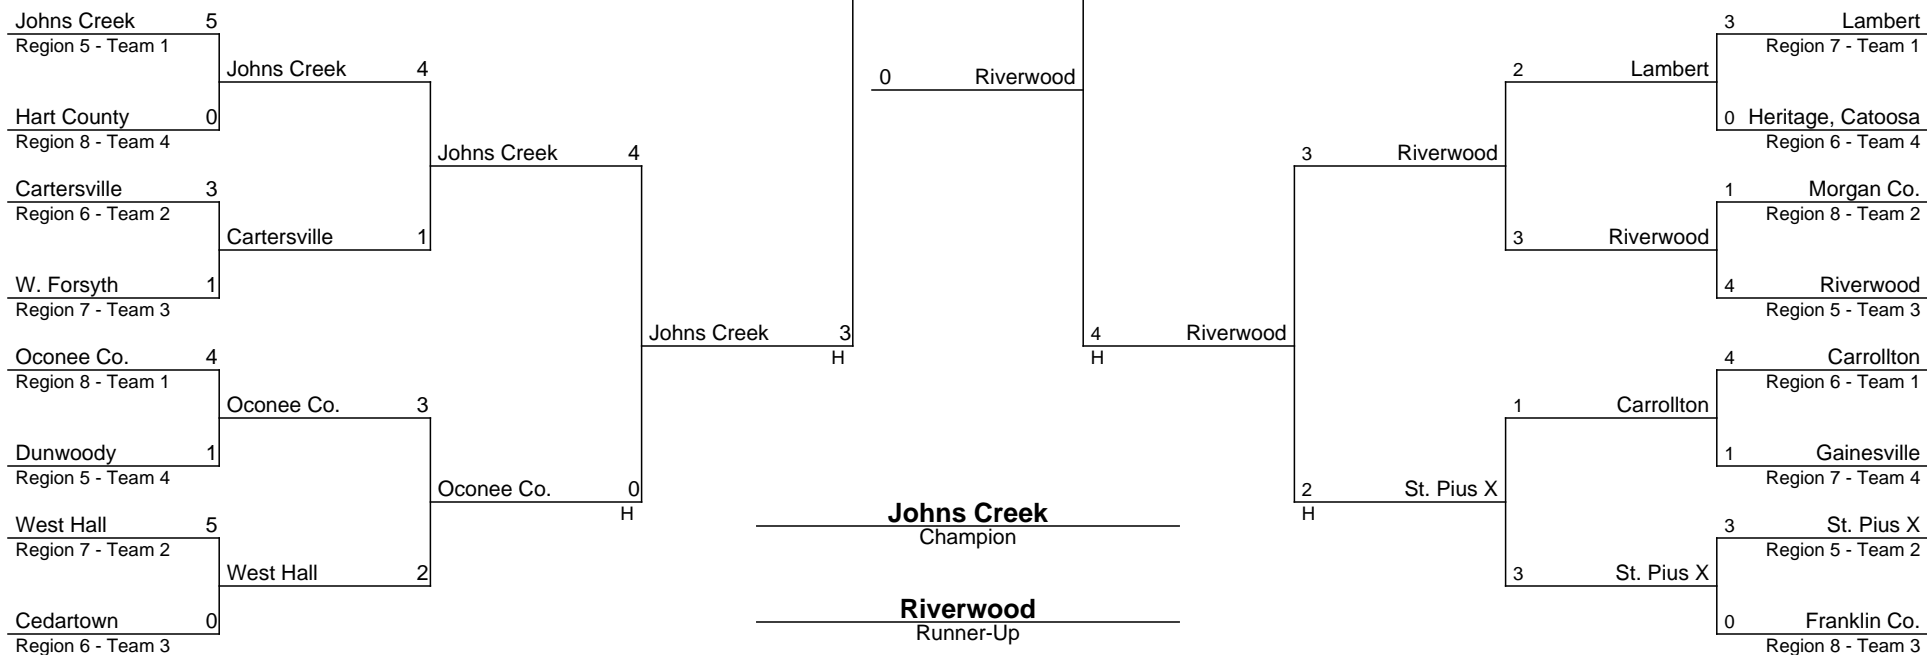 Johns Creek 5
Region 5 - Team 1
Johns Creek 4
Hart County 0
Region 8 - Team 4
Johns Creek 4
Cartersville 3
Region 6 - Team 2
Cartersville 1
W. Forsyth 1
Region 7 - Team 3
Johns Creek 3
H
Oconee Co. 4
Region 8 - Team 1
Oconee Co. 3
Dunwoody 1
Region 5 - Team 4
Oconee Co. 0
H
West Hall 5
Region 7 - Team 2
West Hall 2
Cedartown 0
Region 6 - Team 3
0 Riverwood
4 Riverwood
H
Johns Creek
Champion
Riverwood
Runner-Up
3 Lambert
Region 7 - Team 1
2 Lambert
0 Heritage, Catoosa
Region 6 - Team 4
3 Riverwood
1 Morgan Co.
Region 8 - Team 2
3 Riverwood
4 Riverwood
Region 5 - Team 3
4 Carrollton
Region 6 - Team 1
1 Carrollton
1 Gainesville
Region 7 - Team 4
2 St. Pius X
H
3 St. Pius X
Region 5 - Team 2
3 St. Pius X
0 Franklin Co.
Region 8 - Team 3